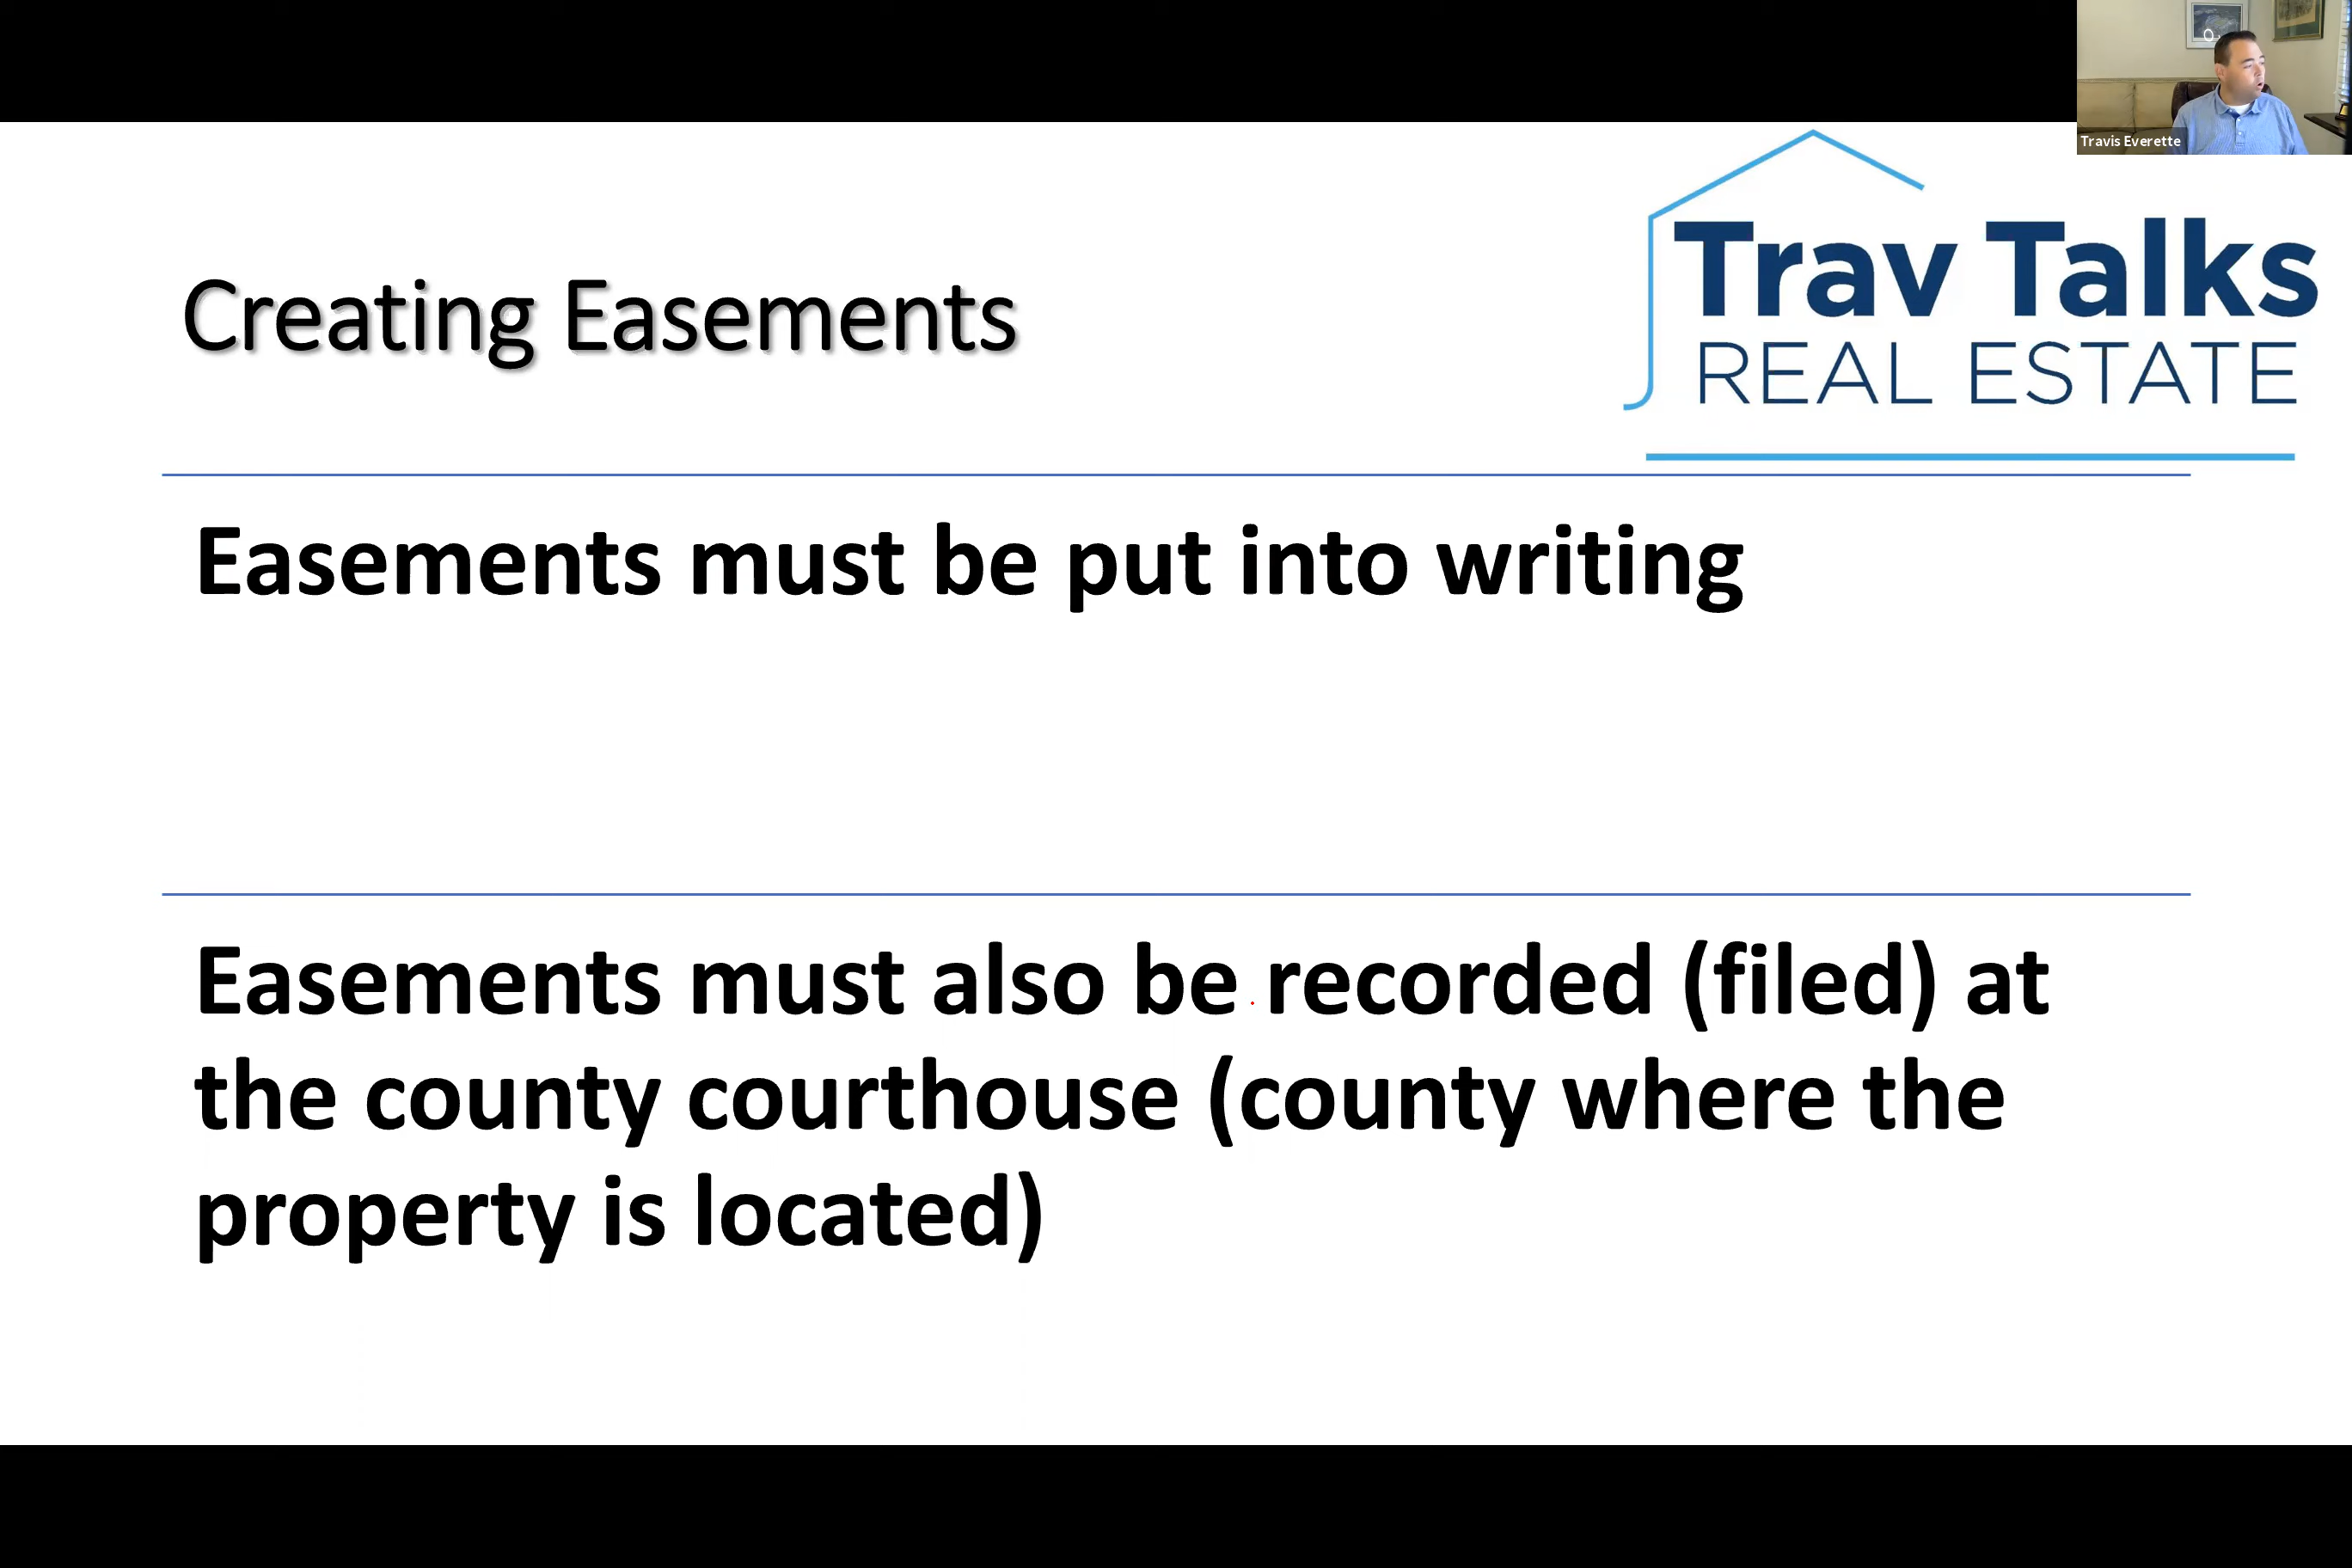 Travis Everette
Trav Talks
REAL ESTATE
Creating Easements
Easements must be put into writing
Easements must also be recorded (filed) at
the county courthouse (county where the
property is located)